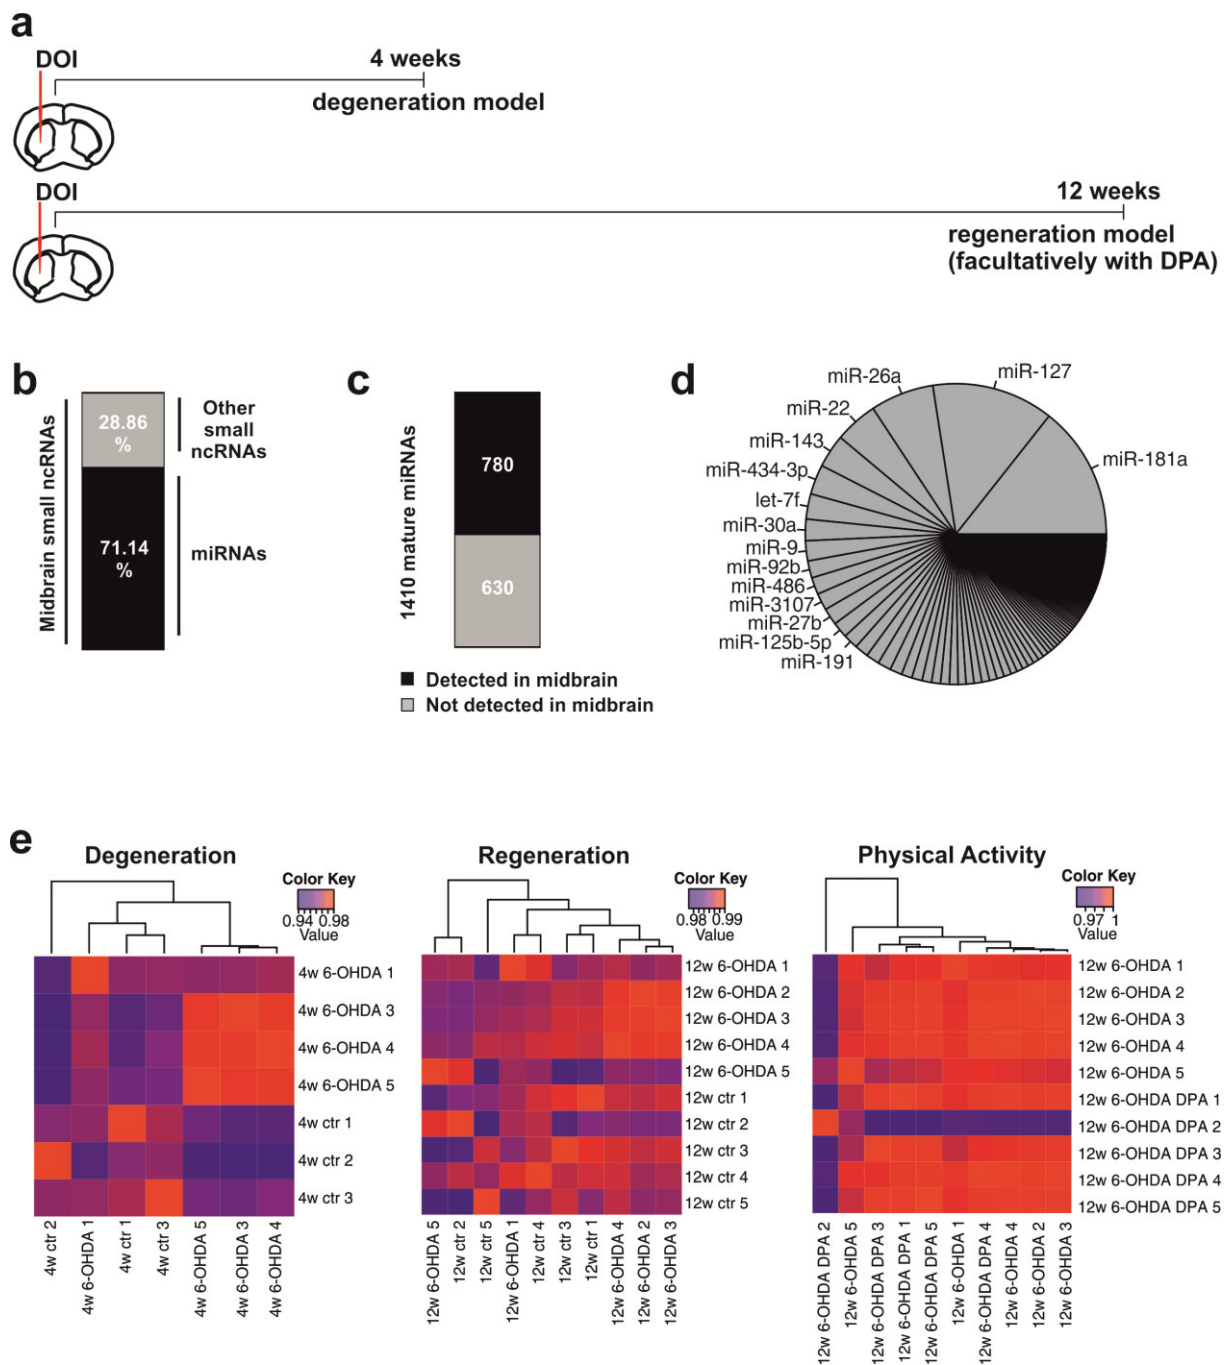 a
DOI
4 weeks
degeneration model
DOI
12 weeks
regeneration model
(facultatively with DPA)
b
Midbrain small ncRNAs
28.86
%
71.14
%
Other
small
ncRNAs
miRNAs
c
1410 mature miRNAs
780
630
Detected in midbrain
Not detected in midbrain
d
miR-181a
miR-127
miR-26a
miR-22
miR-143
miR-434-3p
let-7f
miR-30a
miR-9
miR-92b
miR-486
miR-3107
miR-27b
miR-125b-5p
miR-191
e
Degeneration
Color Key
0.94 0.98
Value
4w 6-OHDA 1
4w 6-OHDA 3
4w 6-OHDA 4
4w 6-OHDA 5
4w ctr 1
4w ctr 2
4w ctr 3
4w ctr 2
4w 6-OHDA 1
4w ctr 1
4w ctr 3
4w 6-OHDA 5
4w 6-OHDA 3
4w 6-OHDA 4
Regeneration
Color Key
0.98 0.99
Value
12w 6-OHDA 1
12w 6-OHDA 2
12w 6-OHDA 3
12w 6-OHDA 4
12w 6-OHDA 5
12w ctr 1
12w ctr 2
12w ctr 3
12w ctr 4
12w ctr 5
12w 6-OHDA 5
12w ctr 2
12w ctr 5
12w 6-OHDA 1
12w ctr 4
12w ctr 3
12w ctr 1
12w 6-OHDA 4
12w 6-OHDA 2
12w 6-OHDA 3
Physical Activity
Color Key
0.97 1
Value
12w 6-OHDA 1
12w 6-OHDA 2
12w 6-OHDA 3
12w 6-OHDA 4
12w 6-OHDA 5
12w 6-OHDA DPA 1
12w 6-OHDA DPA 2
12w 6-OHDA DPA 3
12w 6-OHDA DPA 4
12w 6-OHDA DPA 5
12w 6-OHDA DPA 2
12w 6-OHDA 5
12w 6-OHDA DPA 3
12w 6-OHDA DPA 1
12w 6-OHDA DPA 5
12w 6-OHDA 1
12w 6-OHDA DPA 4
12w 6-OHDA 4
12w 6-OHDA 2
12w 6-OHDA 3